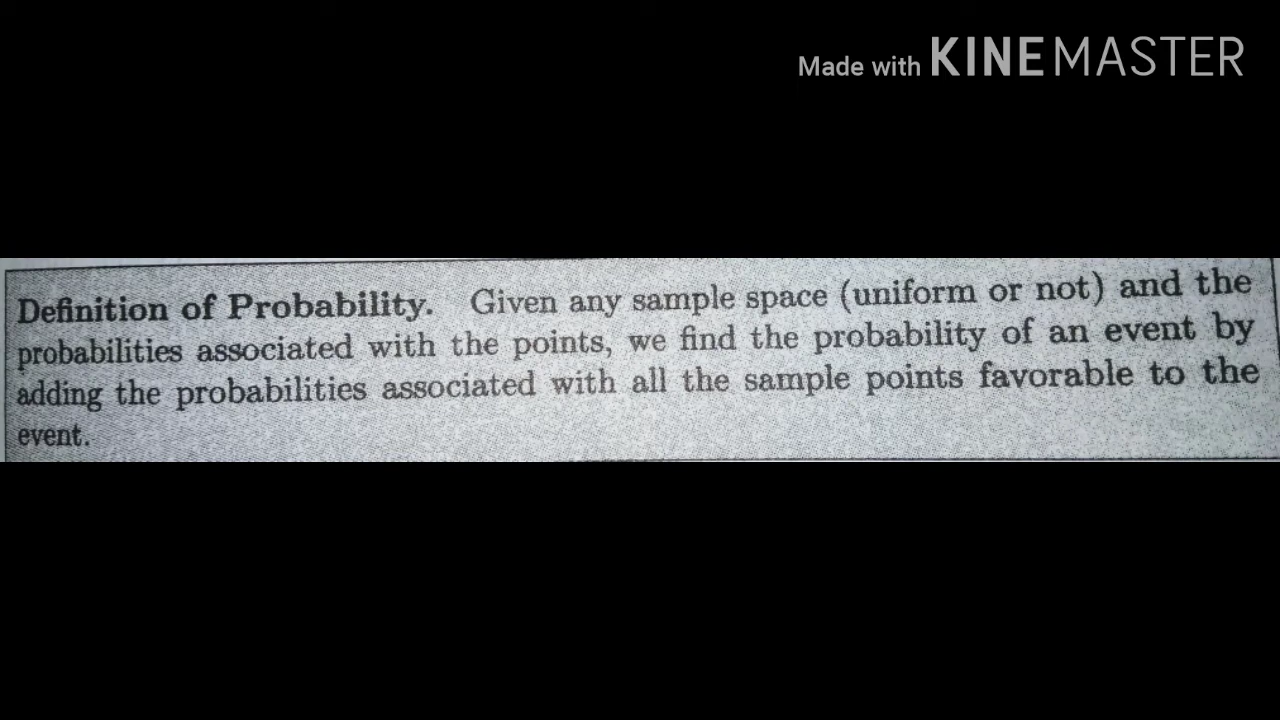 Made with KINEMASTER
Definition of Probability. Given any sample space (uniform or not) and the
probabilities associated with the points, we find the probability of an event by
adding the probabilities associated with all the sample points favorable to the
event.